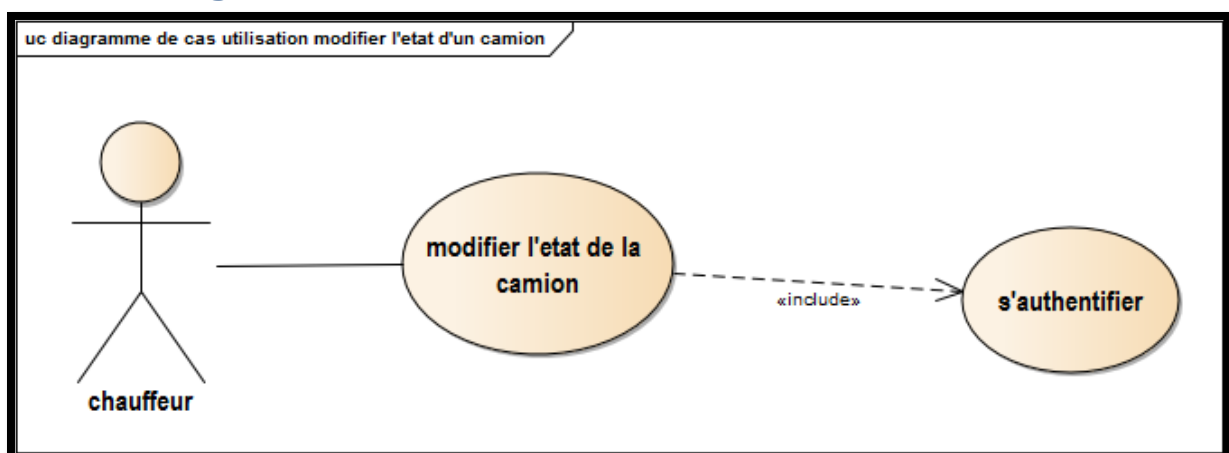 uc diagramme de cas utilisation modifier l'etat d'un camion
modifier l'etat de la
camion
«include»
s'authentifier
chauffeur